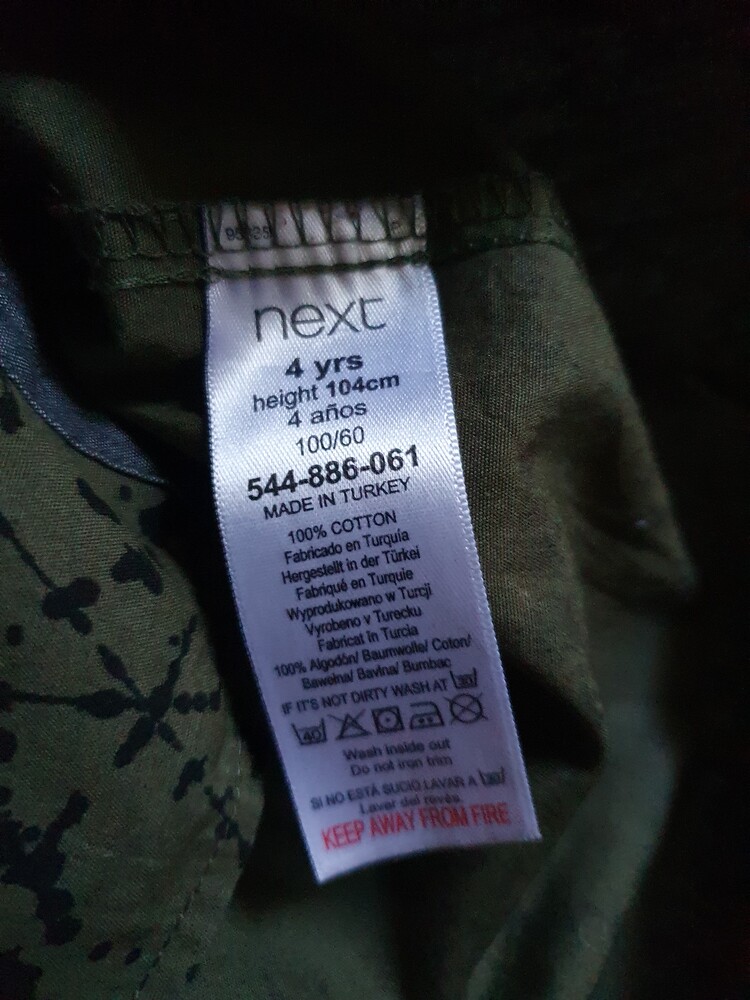 next
4 yrs
height 104cm
4 años
100/60
544-886-061
MADE IN TURKEY
100% COTTON
Fabricado en Turquía
Hergestellt in der Türkei
Fabriqué en Turquie
Wyprodukowano w Turcji
Vyrobeno v Turecku
Fabricat în Turcia
100% Algodón/ Baumwolle/ Coton/
Bawełna/ Bavlna/ Bumbac
IF IT'S NOT DIRTY WASH AT 30
40
Wash inside out
Do not iron trim
SI NO ESTÁ SUCIO LAVAR A 30
Lavar del revés.
KEEP AWAY FROM FIRE